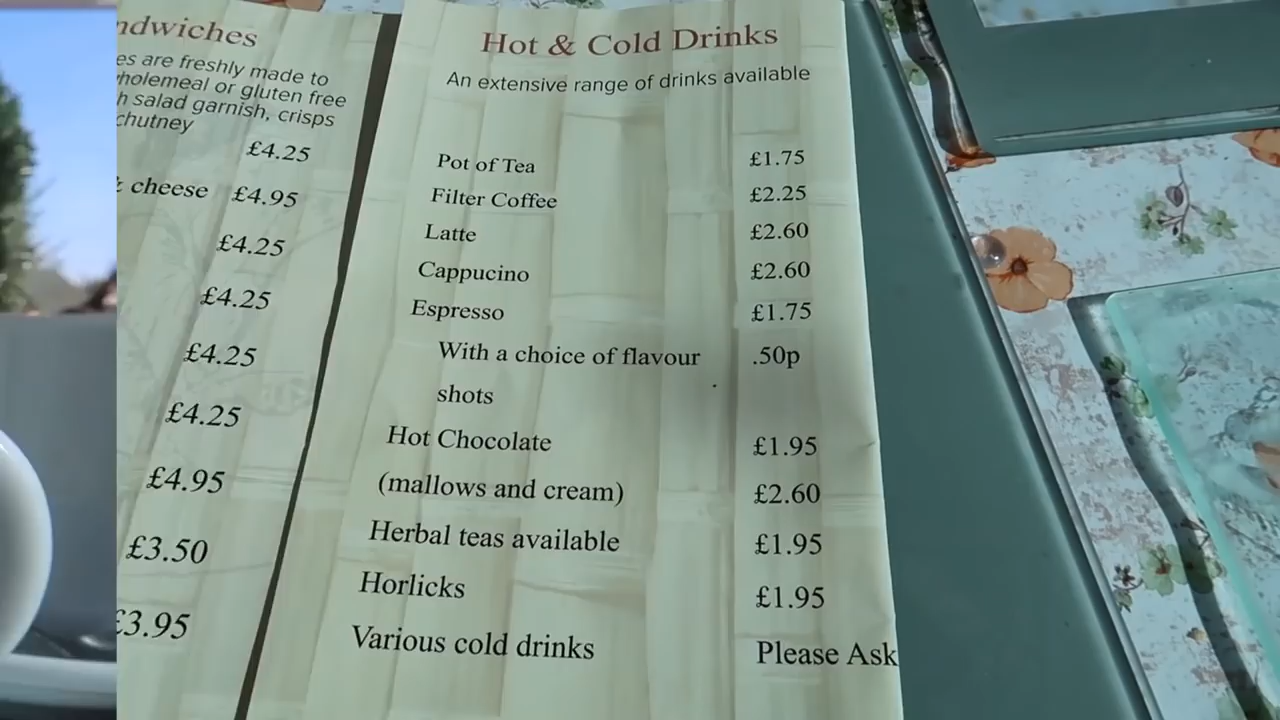 ndwiches
es are freshly made to
holemeal or gluten free
h salad garnish, crisps
chutney
£4.25
& cheese £4.95
£4.25
£4.25
£4.25
£4.25
£4.95
£3.50
£3.95
Hot & Cold Drinks
An extensive range of drinks available
Pot of Tea £1.75
Filter Coffee £2.25
Latte £2.60
Cappucino £2.60
Espresso £1.75
With a choice of flavour .50p
shots
Hot Chocolate £1.95
(mallows and cream) £2.60
Herbal teas available £1.95
Horlicks £1.95
Various cold drinks Please Ask